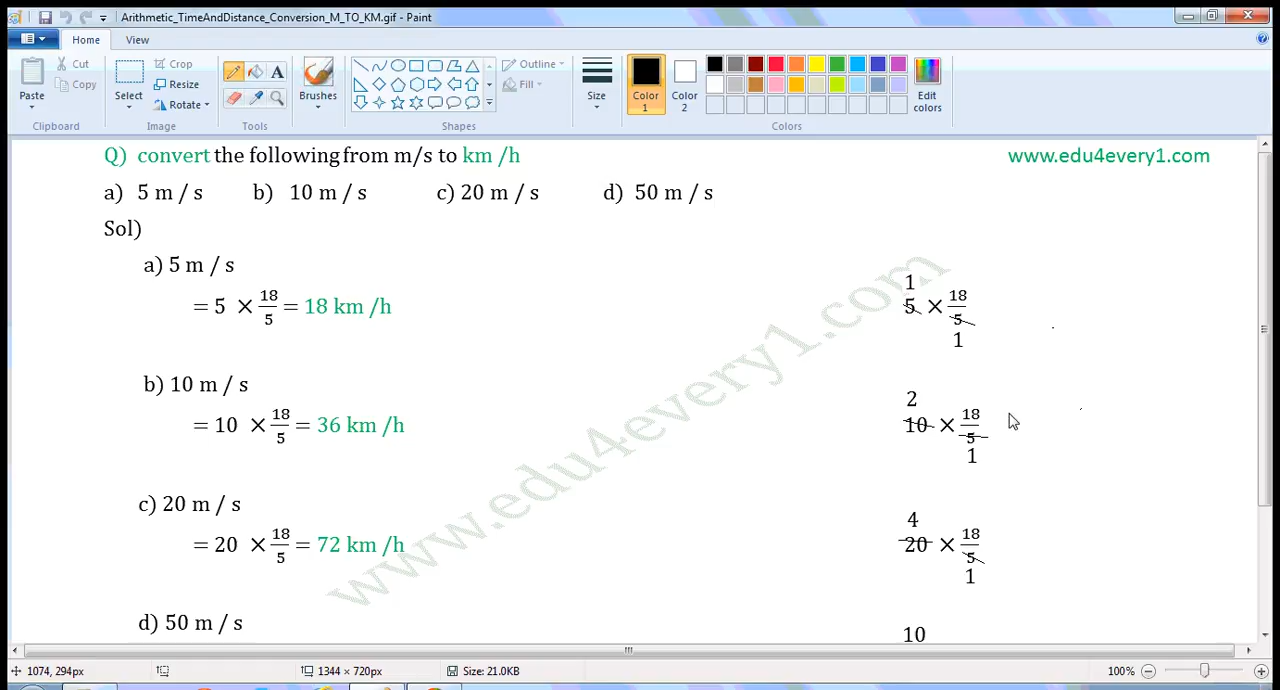 Arithmetic_TimeAndDistance_Conversion_M_TO_KM.gif - Paint
Home View
Paste Cut Copy Select Crop Resize Rotate A Brushes Outline Fill Size Color 1 Color 2 Edit colors
Clipboard Image Tools Shapes Colors
Q) convert the following from m/s to km /h www.edu4every1.com
a) 5 m / s b) 10 m / s c) 20 m / s d) 50 m / s
Sol)
a) 5 m / s
1
= 5 × 18/5 = 18 km /h 5 × 18/5
1
b) 10 m / s
2
= 10 × 18/5 = 36 km /h 10 × 18/5
1
c) 20 m / s
4
= 20 × 18/5 = 72 km /h 20 × 18/5
1
d) 50 m / s
10
www.edu4every1.com
1074, 294px 1344 × 720px Size: 21.0KB 100%